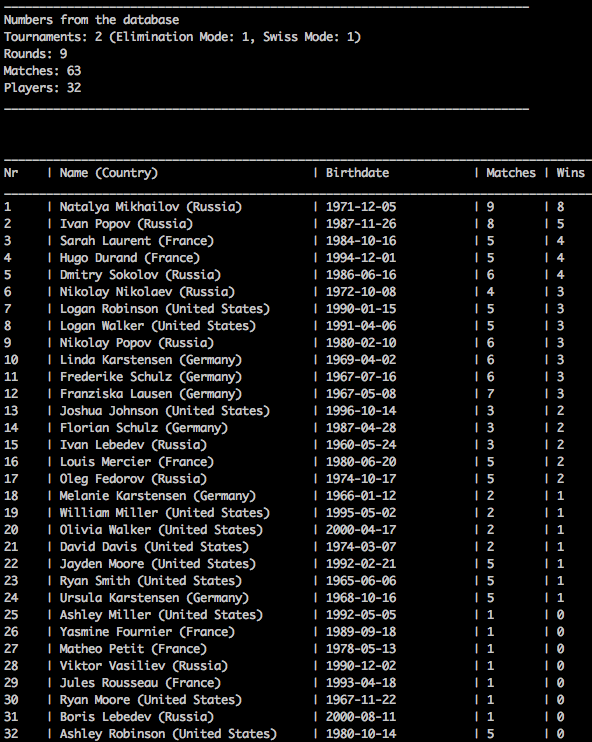 Numbers from the database
Tournaments: 2 (Elimination Mode: 1, Swiss Mode: 1)
Rounds: 9
Matches: 63
Players: 32
Nr | Name (Country) | Birthdate | Matches | Wins
1 | Natalya Mikhailov (Russia) | 1971-12-05 | 9 | 8
2 | Ivan Popov (Russia) | 1987-11-26 | 8 | 5
3 | Sarah Laurent (France) | 1984-10-16 | 5 | 4
4 | Hugo Durand (France) | 1994-12-01 | 5 | 4
5 | Dmitry Sokolov (Russia) | 1986-06-16 | 6 | 4
6 | Nikolay Nikolaev (Russia) | 1972-10-08 | 4 | 3
7 | Logan Robinson (United States) | 1990-01-15 | 5 | 3
8 | Logan Walker (United States) | 1991-04-06 | 5 | 3
9 | Nikolay Popov (Russia) | 1980-02-10 | 6 | 3
10 | Linda Karstensen (Germany) | 1969-04-02 | 6 | 3
11 | Frederike Schulz (Germany) | 1967-07-16 | 6 | 3
12 | Franziska Lausen (Germany) | 1967-05-08 | 7 | 3
13 | Joshua Johnson (United States) | 1996-10-14 | 3 | 2
14 | Florian Schulz (Germany) | 1987-04-28 | 3 | 2
15 | Ivan Lebedev (Russia) | 1960-05-24 | 3 | 2
16 | Louis Mercier (France) | 1980-06-20 | 5 | 2
17 | Oleg Fedorov (Russia) | 1974-10-17 | 5 | 2
18 | Melanie Karstensen (Germany) | 1966-01-12 | 2 | 1
19 | William Miller (United States) | 1995-05-02 | 2 | 1
20 | Olivia Walker (United States) | 2000-04-17 | 2 | 1
21 | David Davis (United States) | 1974-03-07 | 2 | 1
22 | Jayden Moore (United States) | 1992-02-21 | 5 | 1
23 | Ryan Smith (United States) | 1965-06-06 | 5 | 1
24 | Ursula Karstensen (Germany) | 1968-10-16 | 5 | 1
25 | Ashley Miller (United States) | 1992-05-05 | 1 | 0
26 | Yasmine Fournier (France) | 1989-09-18 | 1 | 0
27 | Matheo Petit (France) | 1978-05-13 | 1 | 0
28 | Viktor Vasiliev (Russia) | 1990-12-02 | 1 | 0
29 | Jules Rousseau (France) | 1993-04-18 | 1 | 0
30 | Ryan Moore (United States) | 1967-11-22 | 1 | 0
31 | Boris Lebedev (Russia) | 2000-08-11 | 1 | 0
32 | Ashley Robinson (United States) | 1980-10-14 | 5 | 0